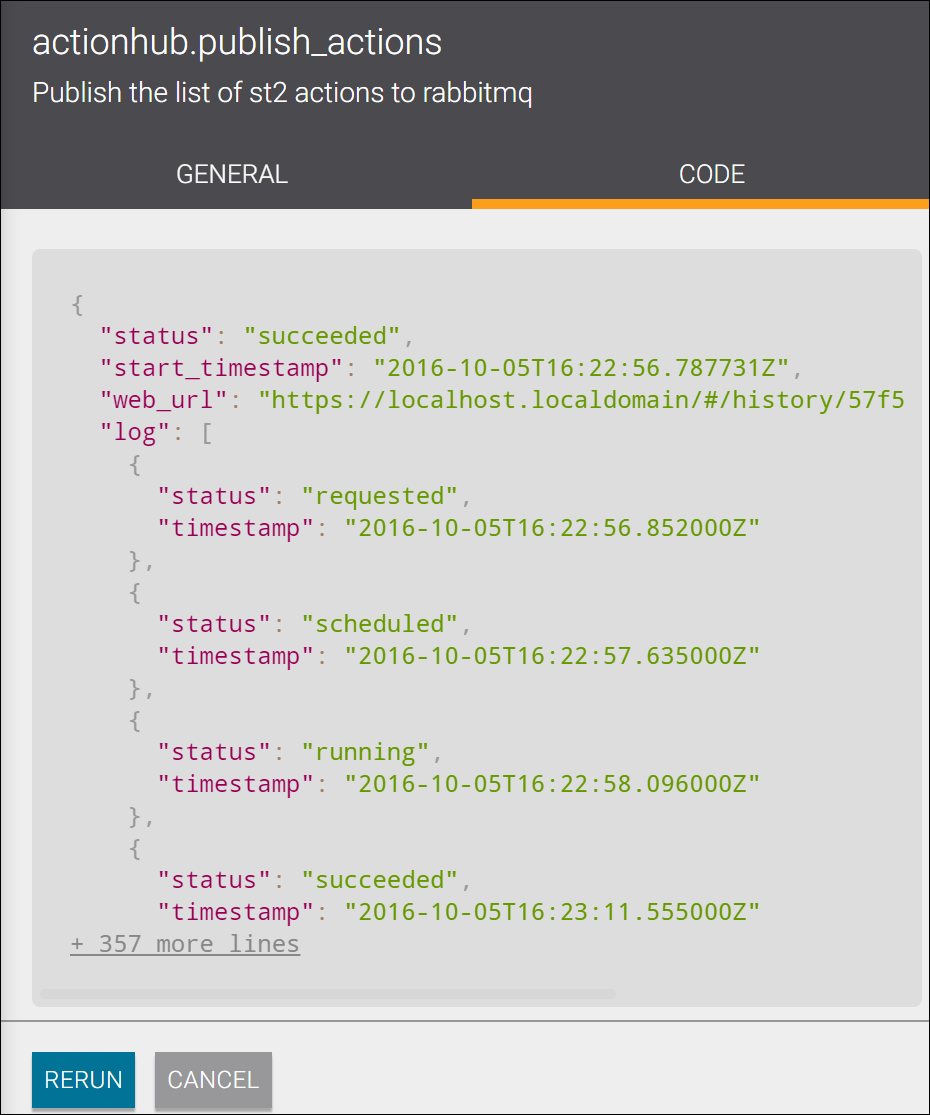 actionhub.publish_actions
Publish the list of st2 actions to rabbitmq
GENERAL CODE
{
"status": "succeeded",
"start_timestamp": "2016-10-05T16:22:56.787731Z",
"web_url": "https://localhost.localdomain/#/history/57f5
"log": [
{
"status": "requested",
"timestamp": "2016-10-05T16:22:56.852000Z"
},
{
"status": "scheduled",
"timestamp": "2016-10-05T16:22:57.635000Z"
},
{
"status": "running",
"timestamp": "2016-10-05T16:22:58.096000Z"
},
{
"status": "succeeded",
"timestamp": "2016-10-05T16:23:11.555000Z"
+ 357 more lines
RERUN CANCEL